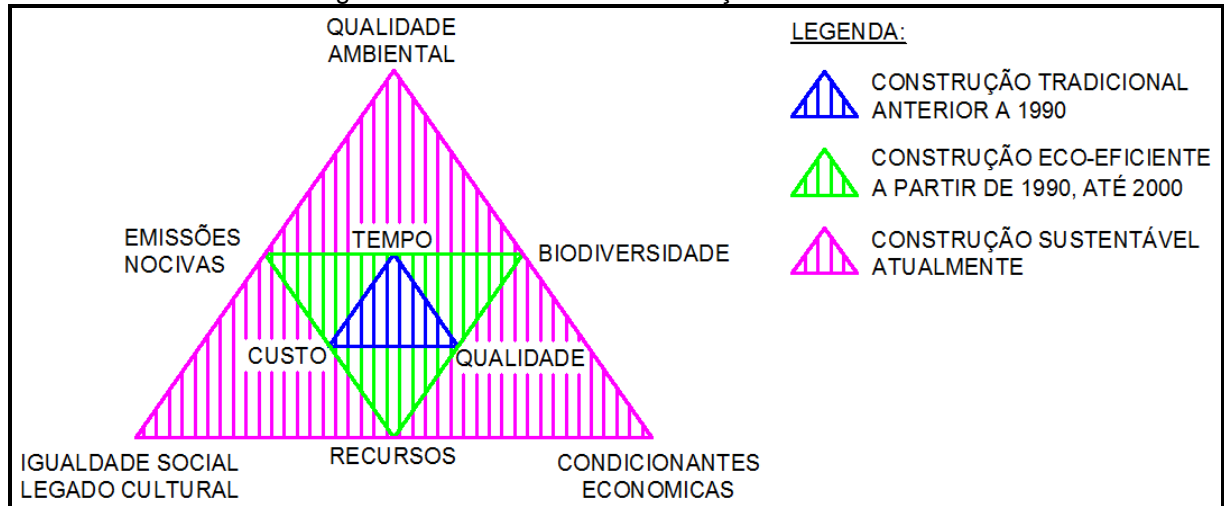 QUALIDADE
AMBIENTAL
EMISSÕES
NOCIVAS
TEMPO
BIODIVERSIDADE
CUSTO
QUALIDADE
IGUALDADE SOCIAL
LEGADO CULTURAL
RECURSOS
CONDICIONANTES
ECONOMICAS
LEGENDA:
CONSTRUÇÃO TRADICIONAL
ANTERIOR A 1990
CONSTRUÇÃO ECO-EFICIENTE
A PARTIR DE 1990, ATÉ 2000
CONSTRUÇÃO SUSTENTÁVEL
ATUALMENTE